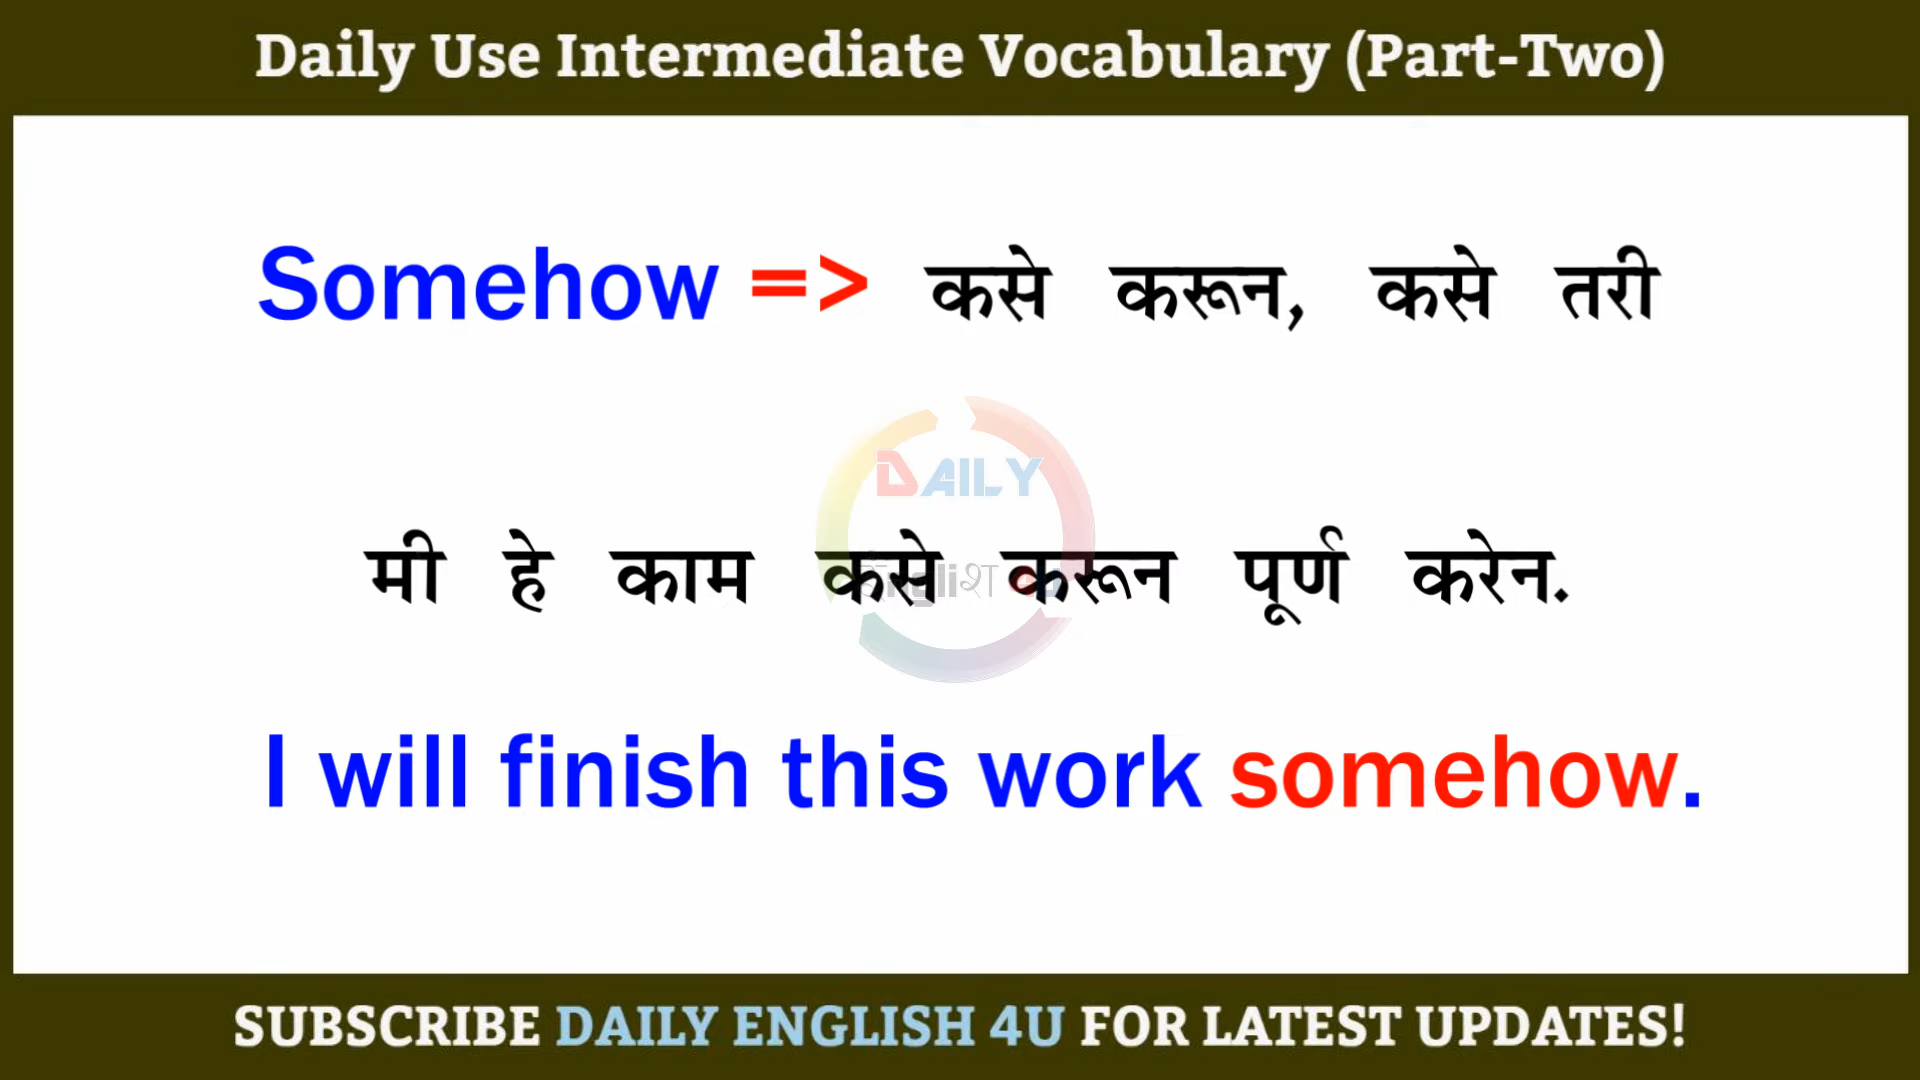 Daily Use Intermediate Vocabulary (Part-Two)
Somehow => कसे करून, कसे तरी
DAILY
मी हे काम कसे करून पूर्ण करेन.
I will finish this work somehow.
SUBSCRIBE DAILY ENGLISH 4U FOR LATEST UPDATES!